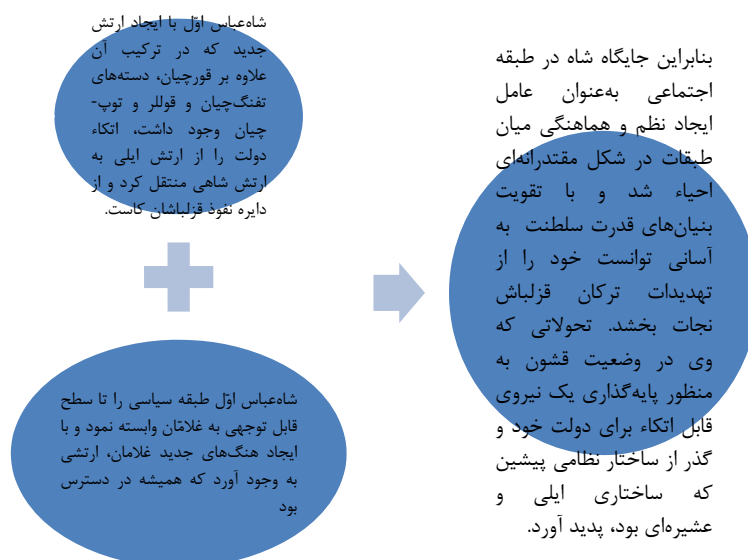 شاه‌عباس اوّل با ایجاد ارتش
جدید که در ترکیب آن
علاوه بر قورچیان، دسته‌های
تفنگ‌چیان و قوللر و توپ-
چیان وجود داشت، اتکاء
دولت را از ارتش ایلی به
ارتش شاهی منتقل کرد و از
دایره نفوذ قزلباشان کاست.
شاه‌عباس اوّل طبقه سیاسی را تا سطح
قابل توجهی به غلامّان وابسته نمود و با
ایجاد هنگ‌های جدید غلامان، ارتشی
به وجود آورد که همیشه در دسترس
بود
بنابراین جایگاه شاه در طبقه
اجتماعی به‌عنوان عامل
ایجاد نظم و هماهنگی میان
طبقات در شکل مقتدرانه‌ای
احیاء شد و با تقویت
بنیان‌های قدرت سلطنت به
آسانی توانست خود را از
تهدیدات ترکان قزلباش
نجات بخشد. تحولاتی که
وی در وضعیت قشون به
منظور پایه‌گذاری یک نیروی
قابل اتکاء برای دولت خود و
گذر از ساختار نظامی پیشین
که ساختاری ایلی و
عشیره‌ای بود، پدید آورد.